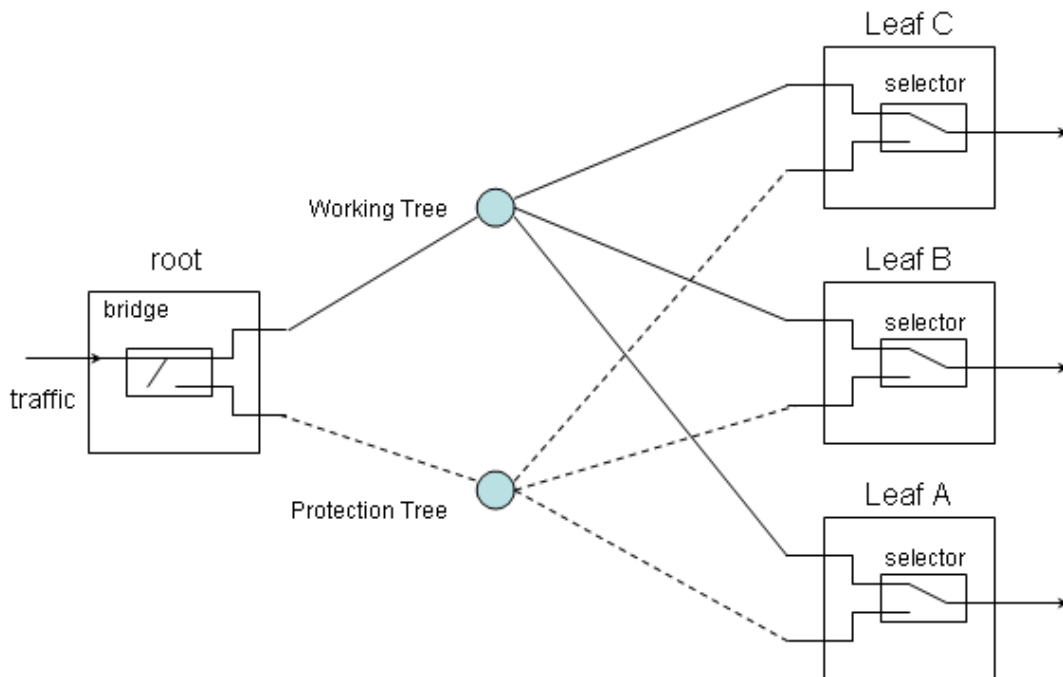 Leaf C
selector
Working Tree
root
Leaf B
bridge
selector
traffic
Leaf A
Protection Tree
selector